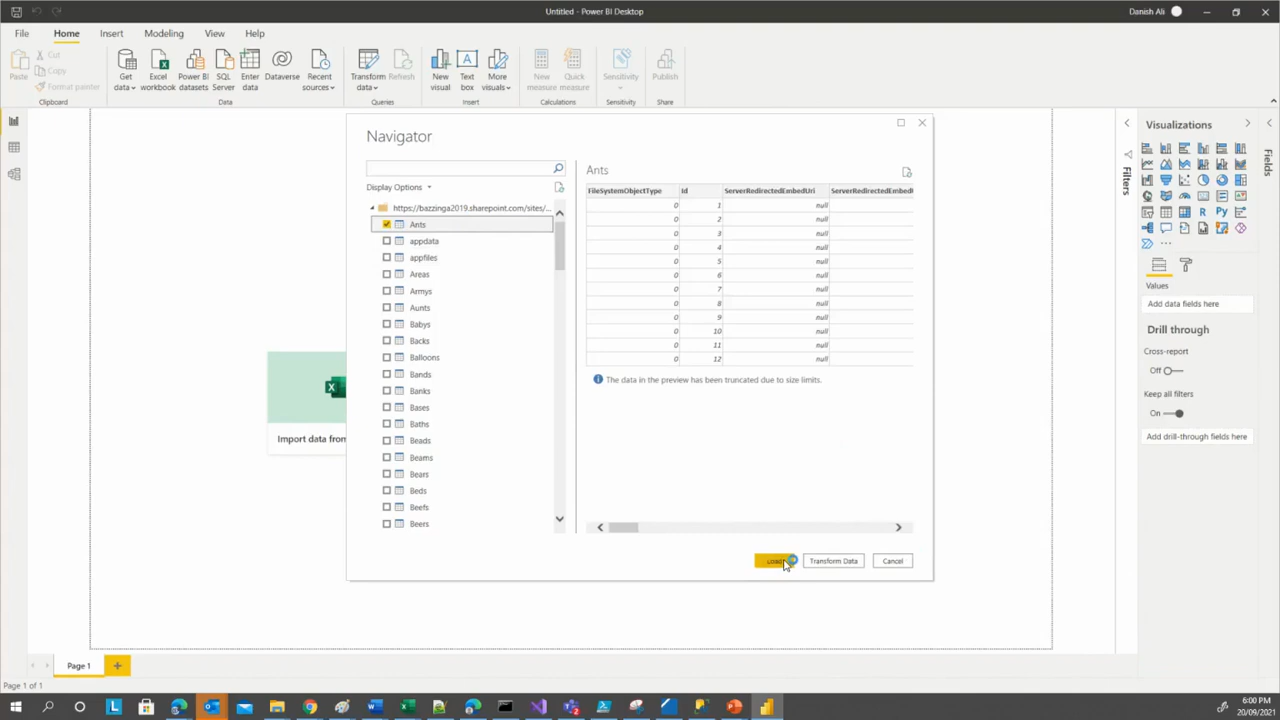 Untitled - Power BI Desktop
Danish Ali
File Home Insert Modeling View Help
Paste
Cut
Copy
Format painter
Clipboard
Get data
Excel workbook
Power BI datasets
SQL Server
Enter data
Dataverse
Recent sources
Data
Transform data
Refresh
Queries
New visual
Text box
More visuals
Insert
New measure
Quick measure
Calculations
Sensitivity
Sensitivity
Publish
Share
Navigator
Display Options
https://bazzinga2019.sharepoint.com/sites/...
Ants
appdata
appfiles
Areas
Armys
Aunts
Babys
Backs
Balloons
Bands
Banks
Bases
Baths
Beads
Beams
Bears
Beds
Beefs
Beers
Ants
FileSystemObjectType Id ServerRedirectedEmbedUri ServerRedirectedEmbedU
0 1 null
0 2 null
0 3 null
0 4 null
0 5 null
0 6 null
0 7 null
0 8 null
0 9 null
0 10 null
0 11 null
0 12 null
The data in the preview has been truncated due to size limits.
Load Transform Data Cancel
Import data from
Filters
Visualizations
Fields
R Py
Values
Add data fields here
Drill through
Cross-report
Off
Keep all filters
On
Add drill-through fields here
Page 1
Page 1 of 1
6:00 PM
20/09/2021